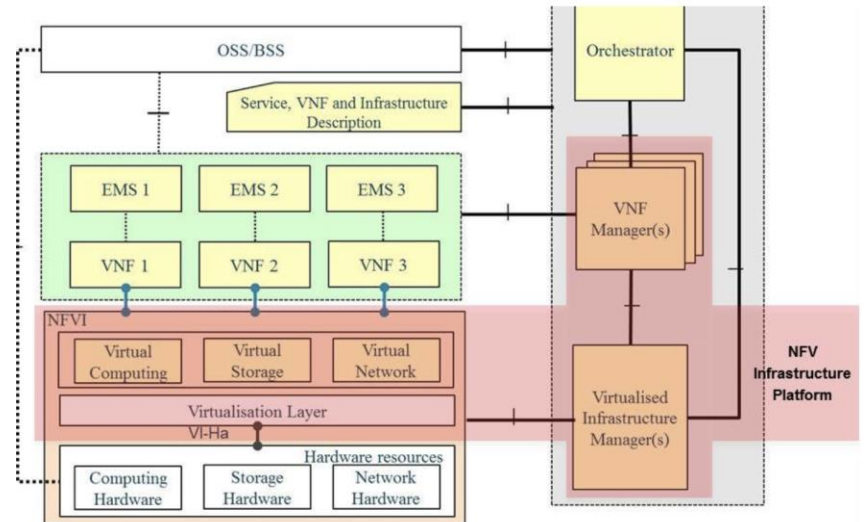 OSS/BSS
Orchestrator
Service, VNF and Infrastructure
Description
EMS 1
EMS 2
EMS 3
VNF
Manager(s)
VNF 1
VNF 2
VNF 3
NFVI
Virtual
Computing
Virtual
Storage
Virtual
Network
NFV
Infrastructure
Platform
Virtualisation Layer
Virtualised
Infrastructure
Manager(s)
VI-Ha
Hardware resources
Computing
Hardware
Storage
Hardware
Network
Hardware